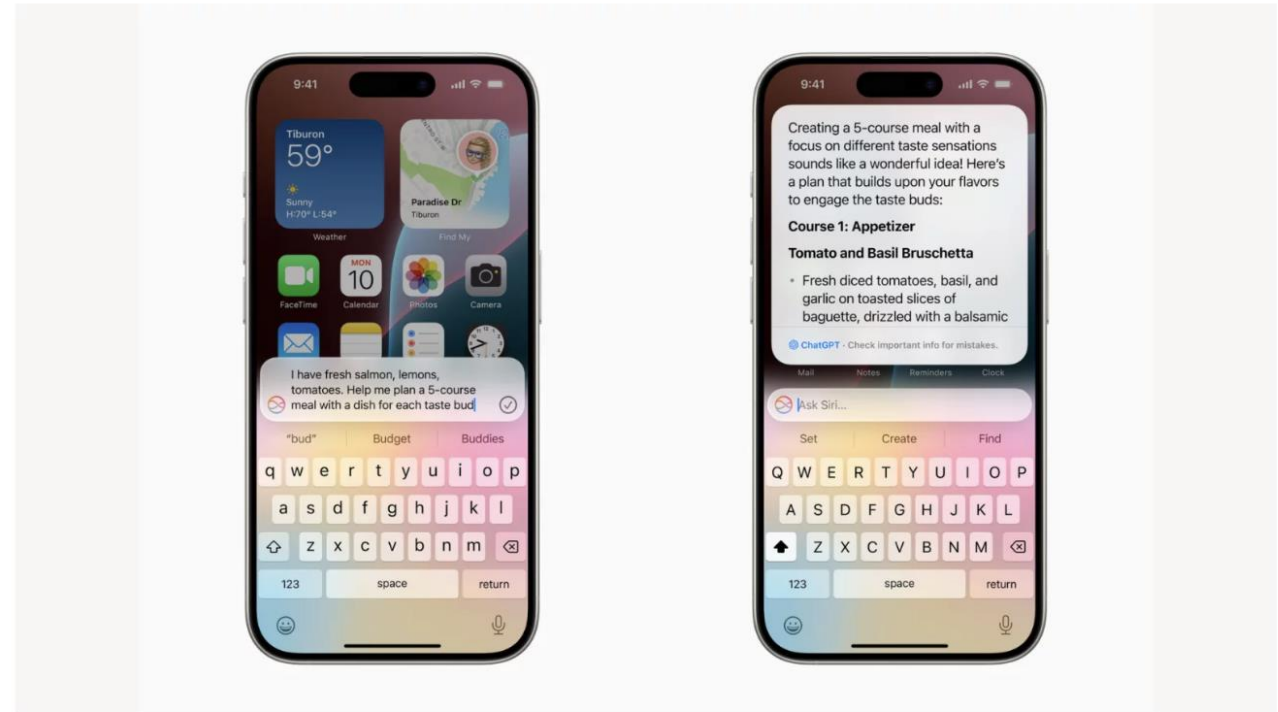 9:41
Tiburon
59°
Sunny
H:70° L:54°
Weather
Paradise Dr
Tiburon
Find My
FaceTime
MON
10
Calendar
Photos
Camera
I have fresh salmon, lemons,
tomatoes. Help me plan a 5-course
meal with a dish for each taste bud
"bud" Budget Buddies
q w e r t y u i o p
a s d f g h j k l
z x c v b n m
123 space return
9:41
Creating a 5-course meal with a
focus on different taste sensations
sounds like a wonderful idea! Here's
a plan that builds upon your flavors
to engage the taste buds:
Course 1: Appetizer
Tomato and Basil Bruschetta
• Fresh diced tomatoes, basil, and
garlic on toasted slices of
baguette, drizzled with a balsamic
ChatGPT · Check important info for mistakes.
Mail Notes Reminders Clock
Ask Siri...
Set Create Find
Q W E R T Y U I O P
A S D F G H J K L
Z X C V B N M
123 space return